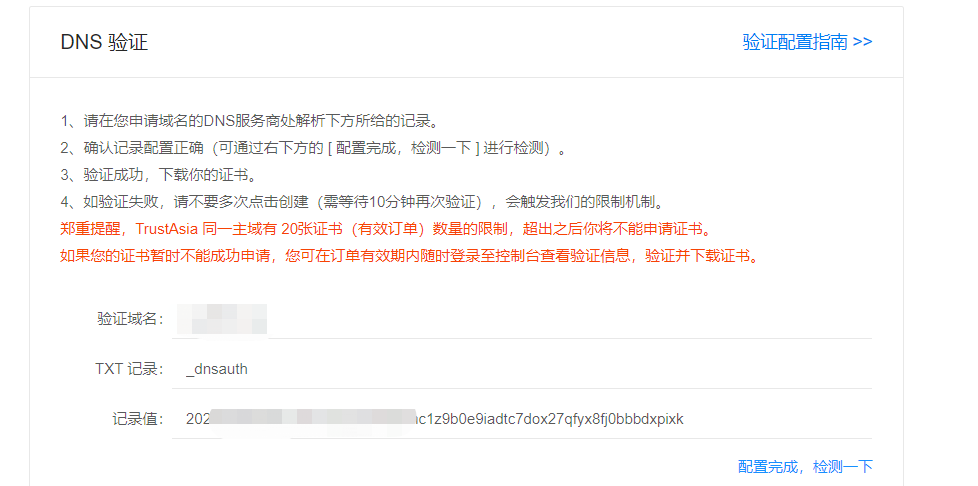 DNS 验证
验证配置指南 >>
1、请在您申请域名的DNS服务商处解析下方所给的记录。
2、确认记录配置正确（可通过右下方的 [ 配置完成，检测一下 ] 进行检测）。
3、验证成功，下载你的证书。
4、如验证失败，请不要多次点击创建（需等待10分钟再次验证），会触发我们的限制机制。
郑重提醒，TrustAsia 同一主域有 20张证书（有效订单）数量的限制，超出之后你将不能申请证书。
如果您的证书暂时不能成功申请，您可在订单有效期内随时登录至控制台查看验证信息，验证并下载证书。
验证域名：
TXT 记录： _dnsauth
记录值： 202 c1z9b0e9iadtc7dox27qfyx8fj0bbbdxpixk
配置完成，检测一下